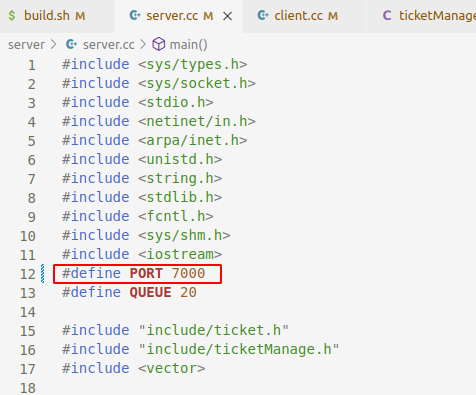 $ build.sh M server.cc M × client.cc M C ticketManage
server > server.cc > main()
1 #include <sys/types.h>
2 #include <sys/socket.h>
3 #include <stdio.h>
4 #include <netinet/in.h>
5 #include <arpa/inet.h>
6 #include <unistd.h>
7 #include <string.h>
8 #include <stdlib.h>
9 #include <fcntl.h>
10 #include <sys/shm.h>
11 #include <iostream>
12 #define PORT 7000
13 #define QUEUE 20
14
15 #include "include/ticket.h"
16 #include "include/ticketManage.h"
17 #include <vector>
18